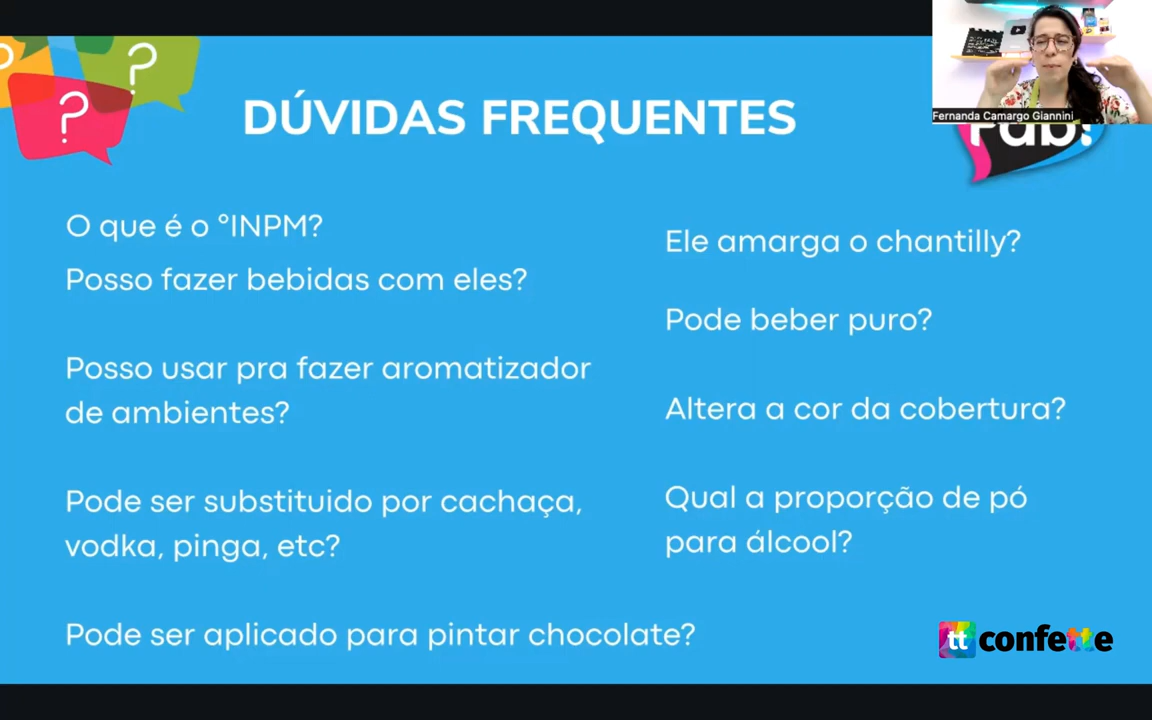 ?
?
?
DÚVIDAS FREQUENTES
Fernanda Camargo Giannini
Fab!
O que é o °INPM?
Posso fazer bebidas com eles?
Posso usar pra fazer aromatizador
de ambientes?
Pode ser substituido por cachaça,
vodka, pinga, etc?
Pode ser aplicado para pintar chocolate?
Ele amarga o chantilly?
Pode beber puro?
Altera a cor da cobertura?
Qual a proporção de pó
para álcool?
tt confette